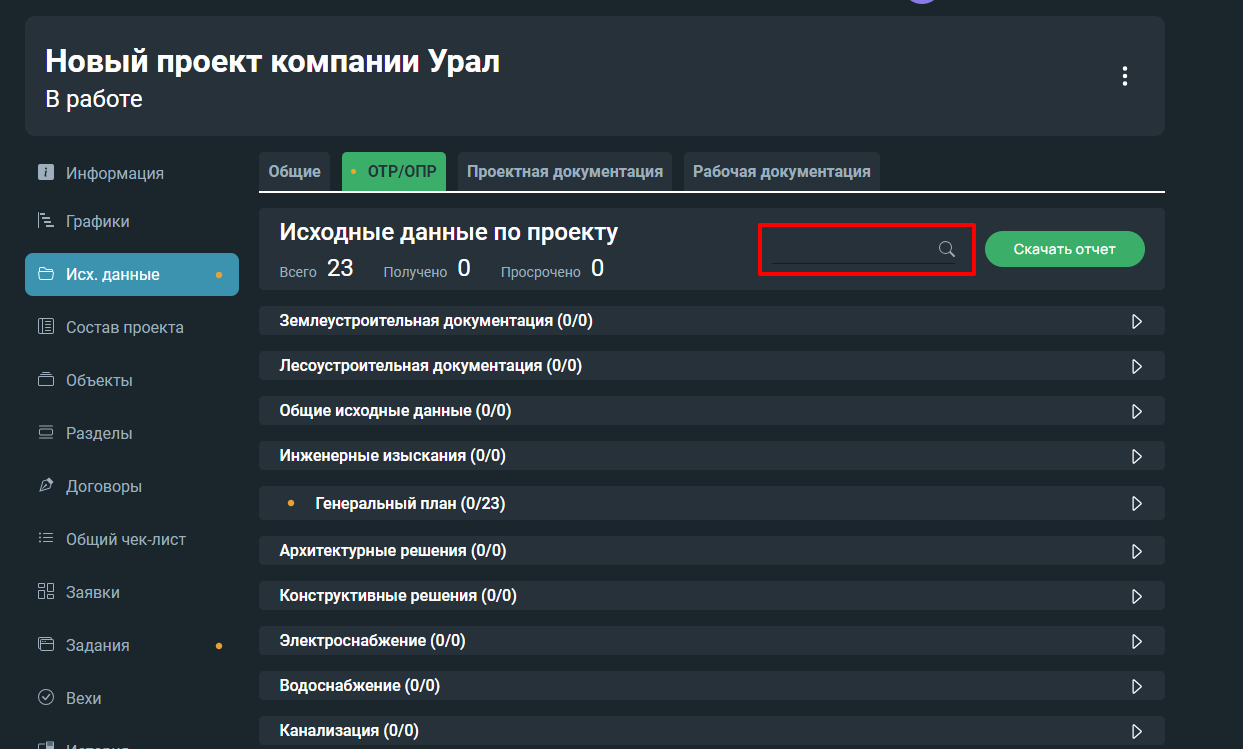 Новый проект компании Урал
В работе
Информация
Графики
Исх. данные
Состав проекта
Объекты
Разделы
Договоры
Общий чек-лист
Заявки
Задания
Вехи
История
Общие
ОТР/ОПР
Проектная документация
Рабочая документация
Исходные данные по проекту
Всего 23 Получено 0 Просрочено 0
Скачать отчет
Землеустроительная документация (0/0)
Лесоустроительная документация (0/0)
Общие исходные данные (0/0)
Инженерные изыскания (0/0)
Генеральный план (0/23)
Архитектурные решения (0/0)
Конструктивные решения (0/0)
Электроснабжение (0/0)
Водоснабжение (0/0)
Канализация (0/0)